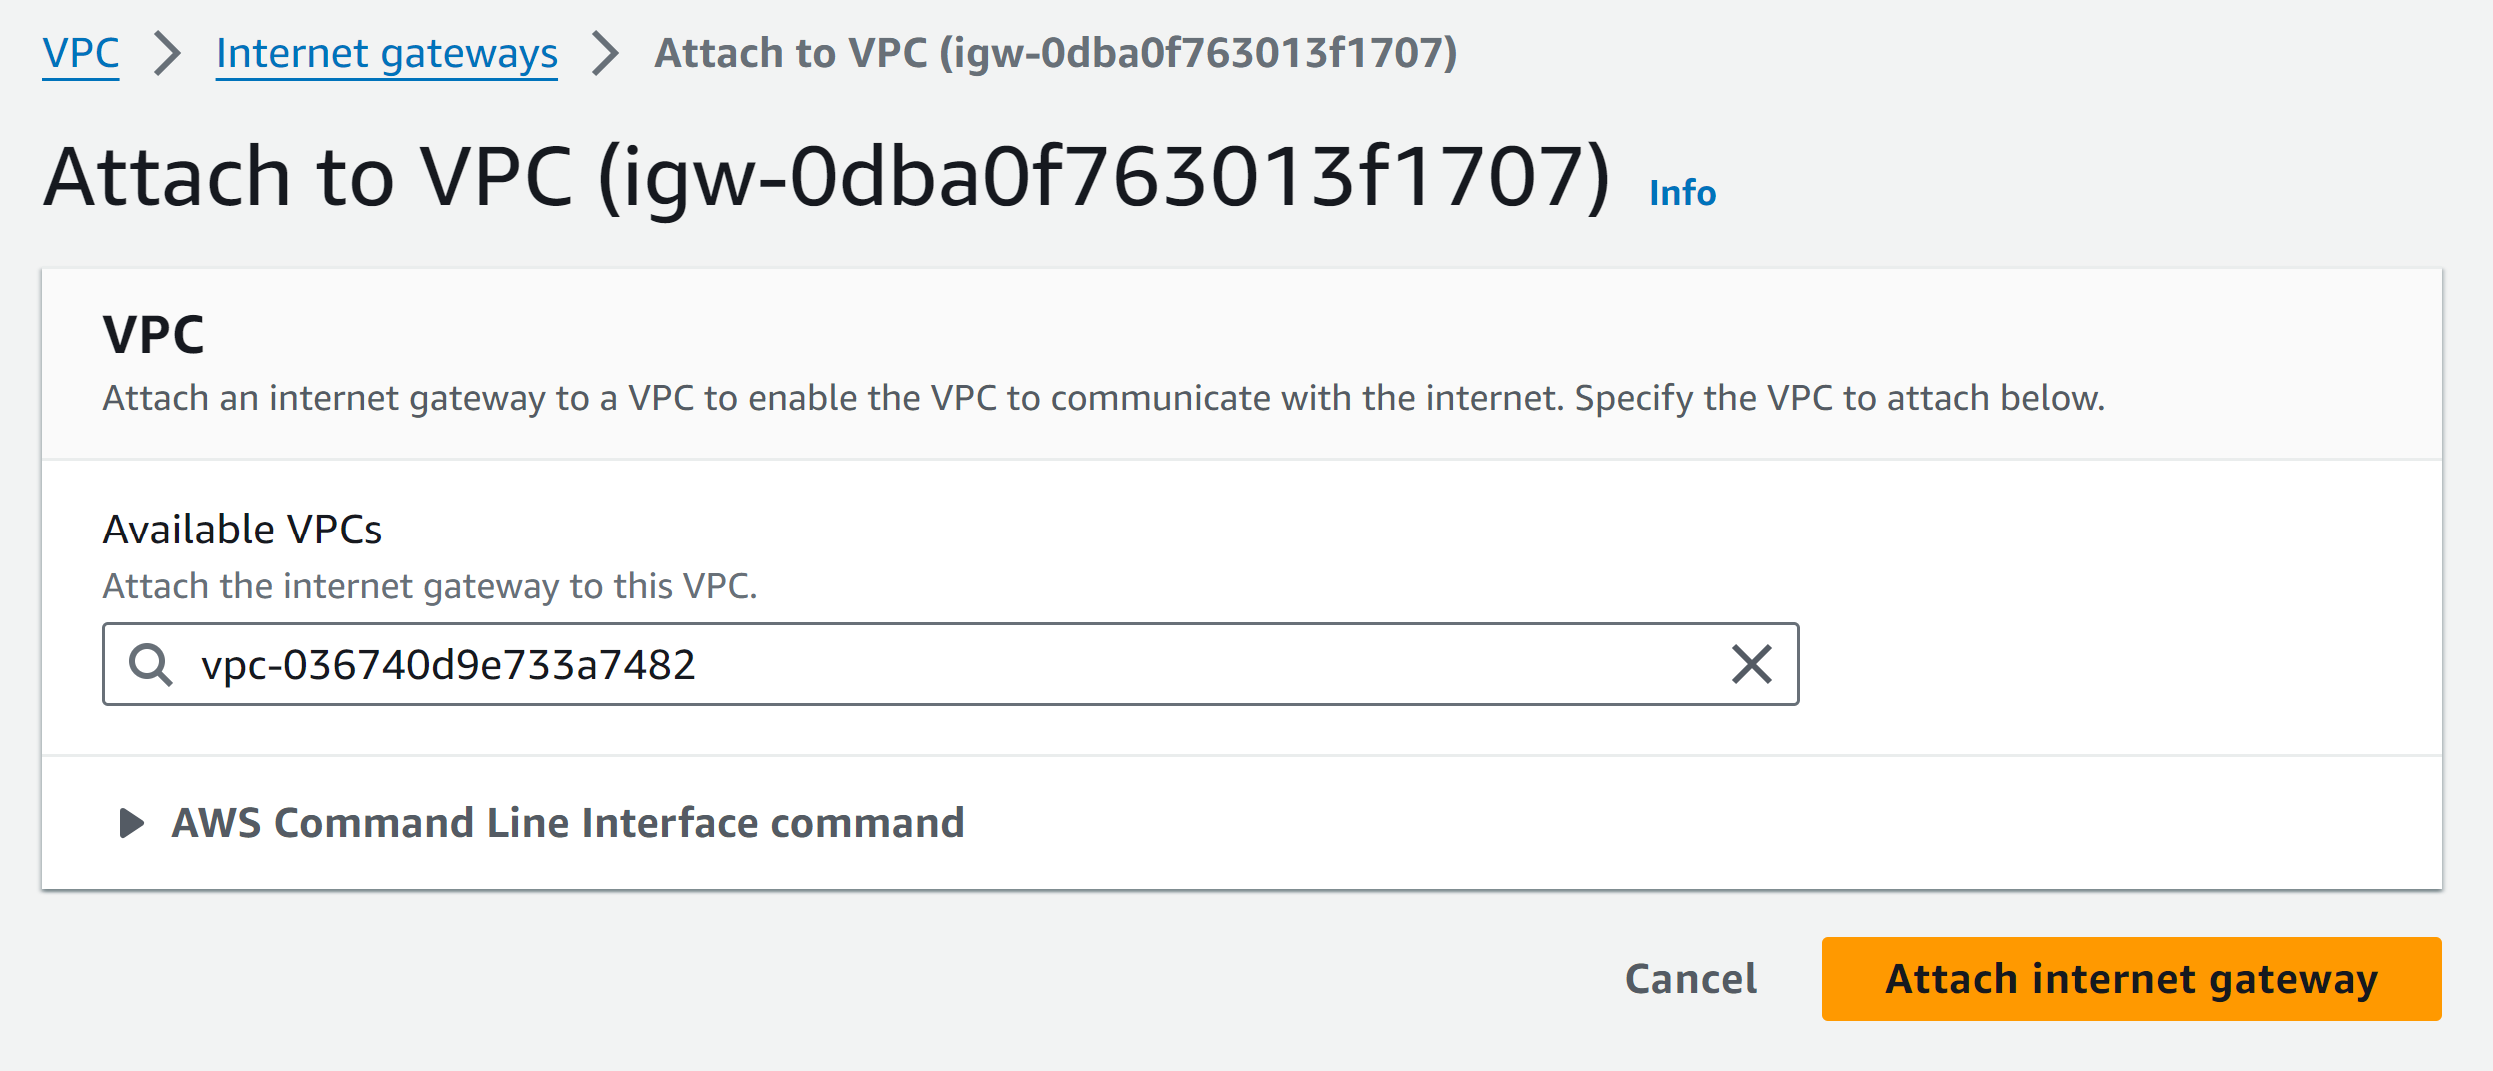 VPC > Internet gateways > Attach to VPC (igw-0dba0f763013f1707)
Attach to VPC (igw-0dba0f763013f1707) Info
VPC
Attach an internet gateway to a VPC to enable the VPC to communicate with the internet. Specify the VPC to attach below.
Available VPCs
Attach the internet gateway to this VPC.
vpc-036740d9e733a7482
AWS Command Line Interface command
Cancel Attach internet gateway